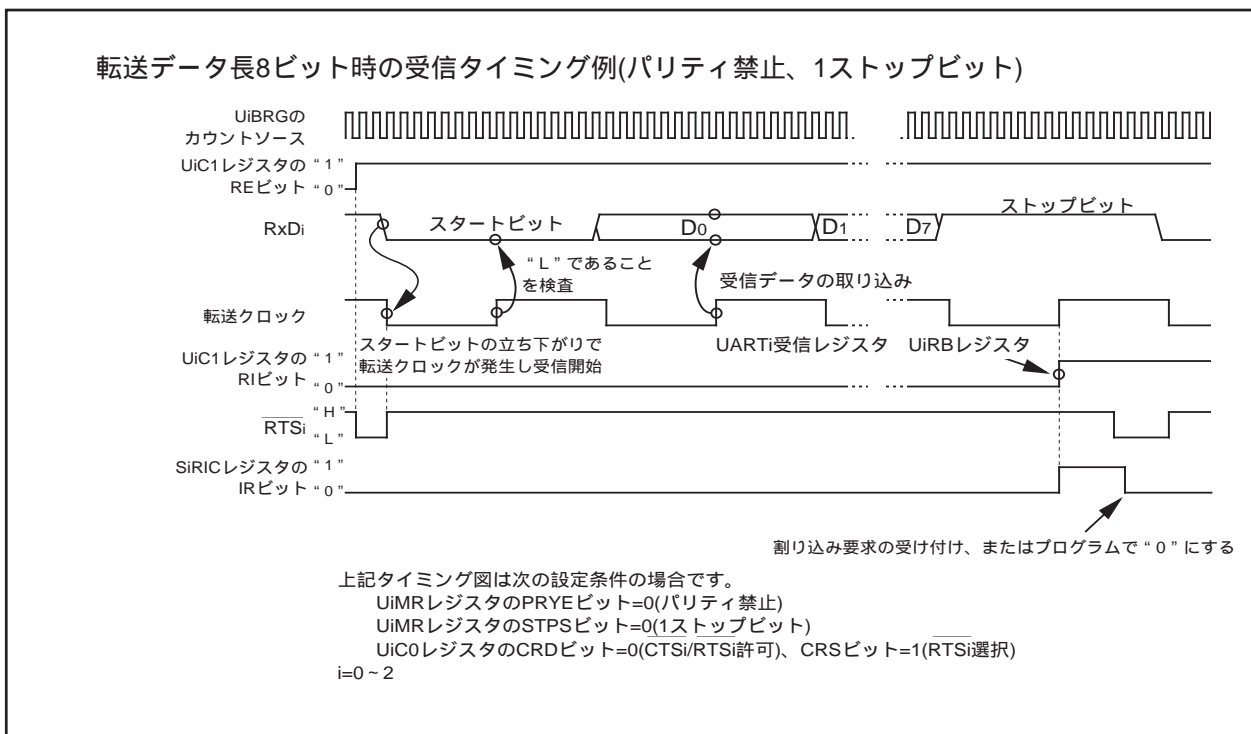 転送データ長8ビット時の受信タイミング例(パリティ禁止、1ストップビット)
UiBRGの
カウントソース
UiC1レジスタの “1”
REビット “0”
RxDi
スタートビット
D0
D1
D7
ストップビット
“L”であること
を検査
受信データの取り込み
転送クロック
スタートビットの立ち下がりで
転送クロックが発生し受信開始
UARTi受信レジスタ UiRBレジスタ
UiC1レジスタの “1”
RIビット “0”
RTSi
“H”
“L”
SiRICレジスタの “1”
IRビット “0”
割り込み要求の受け付け、またはプログラムで“0”にする
上記タイミング図は次の設定条件の場合です。
UiMRレジスタのPRYEビット=0(パリティ禁止)
UiMRレジスタのSTPSビット=0(1ストップビット)
UiC0レジスタのCRDビット=0(CTSi/RTSi許可)、CRSビット=1(RTSi選択)
i=0~2